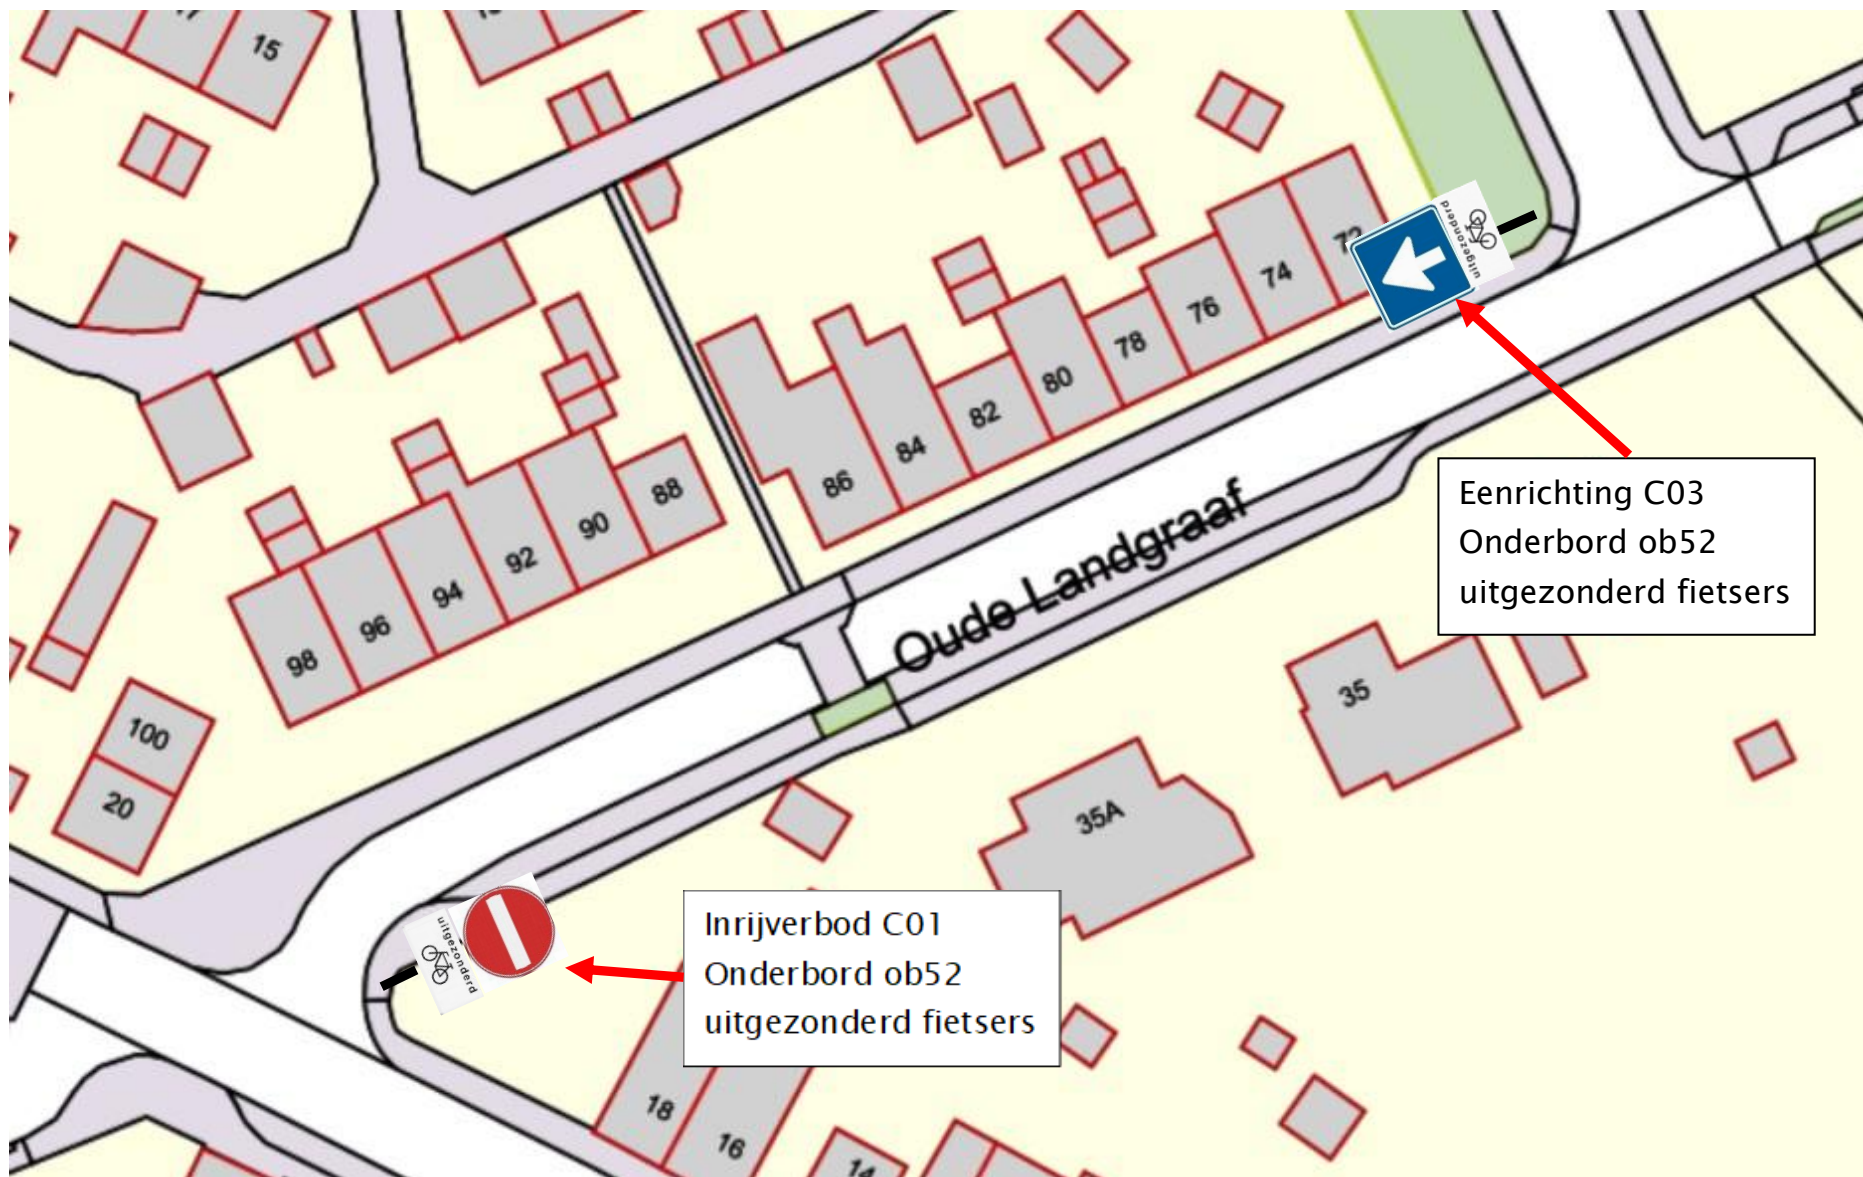 15
72
uitgezonderd
74
76
78
80
82
84
86
88
90
92
94
96
98
100
20
Oude Landgraaf
Eenrichting C03
Onderbord ob52
uitgezonderd fietsers
35
35A
uitgezonderd
Inrijverbod C01
Onderbord ob52
uitgezonderd fietsers
18
16
14